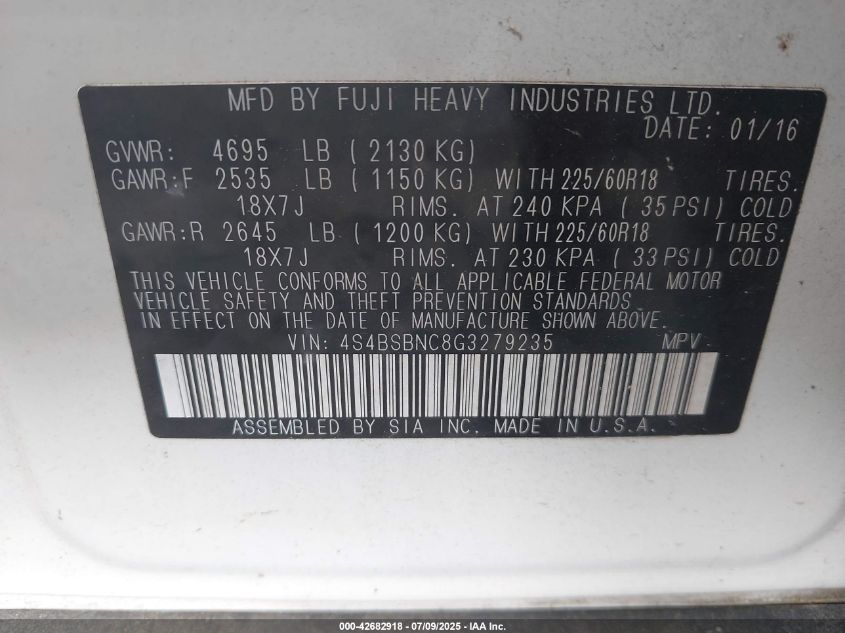 MFD BY FUJI HEAVY INDUSTRIES LTD.
DATE: 01/16
GVWR: 4695 LB ( 2130 KG)
GAWR:F 2535 LB ( 1150 KG) WITH 225/60R18 TIRES.
18X7J RIMS. AT 240 KPA ( 35 PSI) COLD
GAWR:R 2645 LB ( 1200 KG) WITH 225/60R18 TIRES.
18X7J RIMS. AT 230 KPA ( 33 PSI) COLD
THIS VEHICLE CONFORMS TO ALL APPLICABLE FEDERAL MOTOR
VEHICLE SAFETY AND THEFT PREVENTION STANDARDS
IN EFFECT ON THE DATE OF MANUFACTURE SHOWN ABOVE.
VIN: 4S4BSBNC8G3279235 MPV
ASSEMBLED BY SIA INC. MADE IN U.S.A.
000-42682918 - 07/09/2025 - IAA Inc.